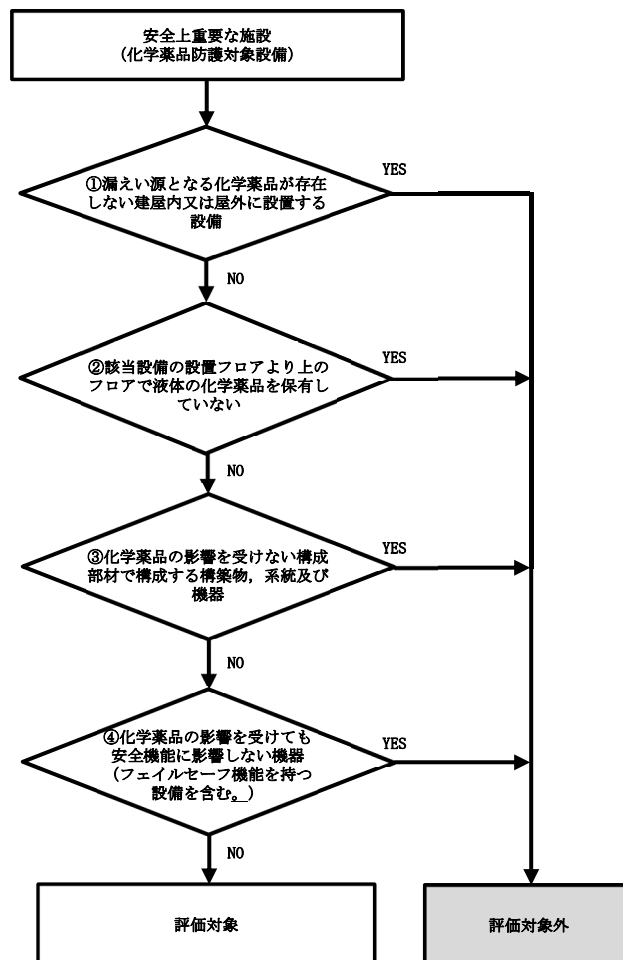 安全上重要な施設
（化学薬品防護対象設備）
YES
①漏えい源となる化学薬品が存在
しない建屋内又は屋外に設置する
設備
NO
YES
②該当設備の設置フロアより上の
フロアで液体の化学薬品を保有し
ていない
NO
YES
③化学薬品の影響を受けない構成
部材で構成する構築物，系統及び
機器
NO
YES
④化学薬品の影響を受けても
安全機能に影響しない機器
（フェイルセーフ機能を持つ
設備を含む。）
NO
評価対象
評価対象外